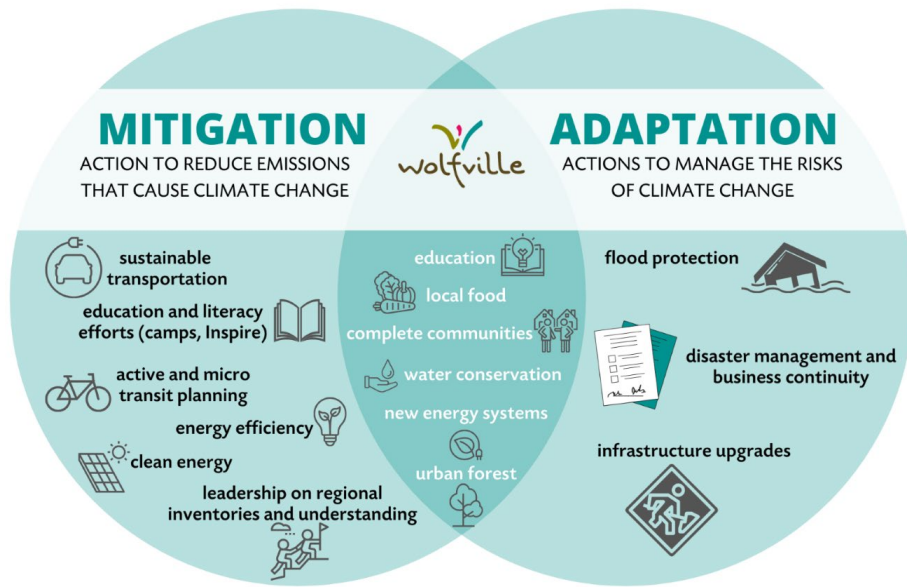 MITIGATION
ACTION TO REDUCE EMISSIONS
THAT CAUSE CLIMATE CHANGE
wolfville
ADAPTATION
ACTIONS TO MANAGE THE RISKS
OF CLIMATE CHANGE
sustainable
transportation
education and literacy
efforts (camps, Inspire)
active and micro
transit planning
energy efficiency
clean energy
leadership on regional
inventories and understanding
education
local food
complete communities
water conservation
new energy systems
urban forest
flood protection
disaster management and
business continuity
infrastructure upgrades